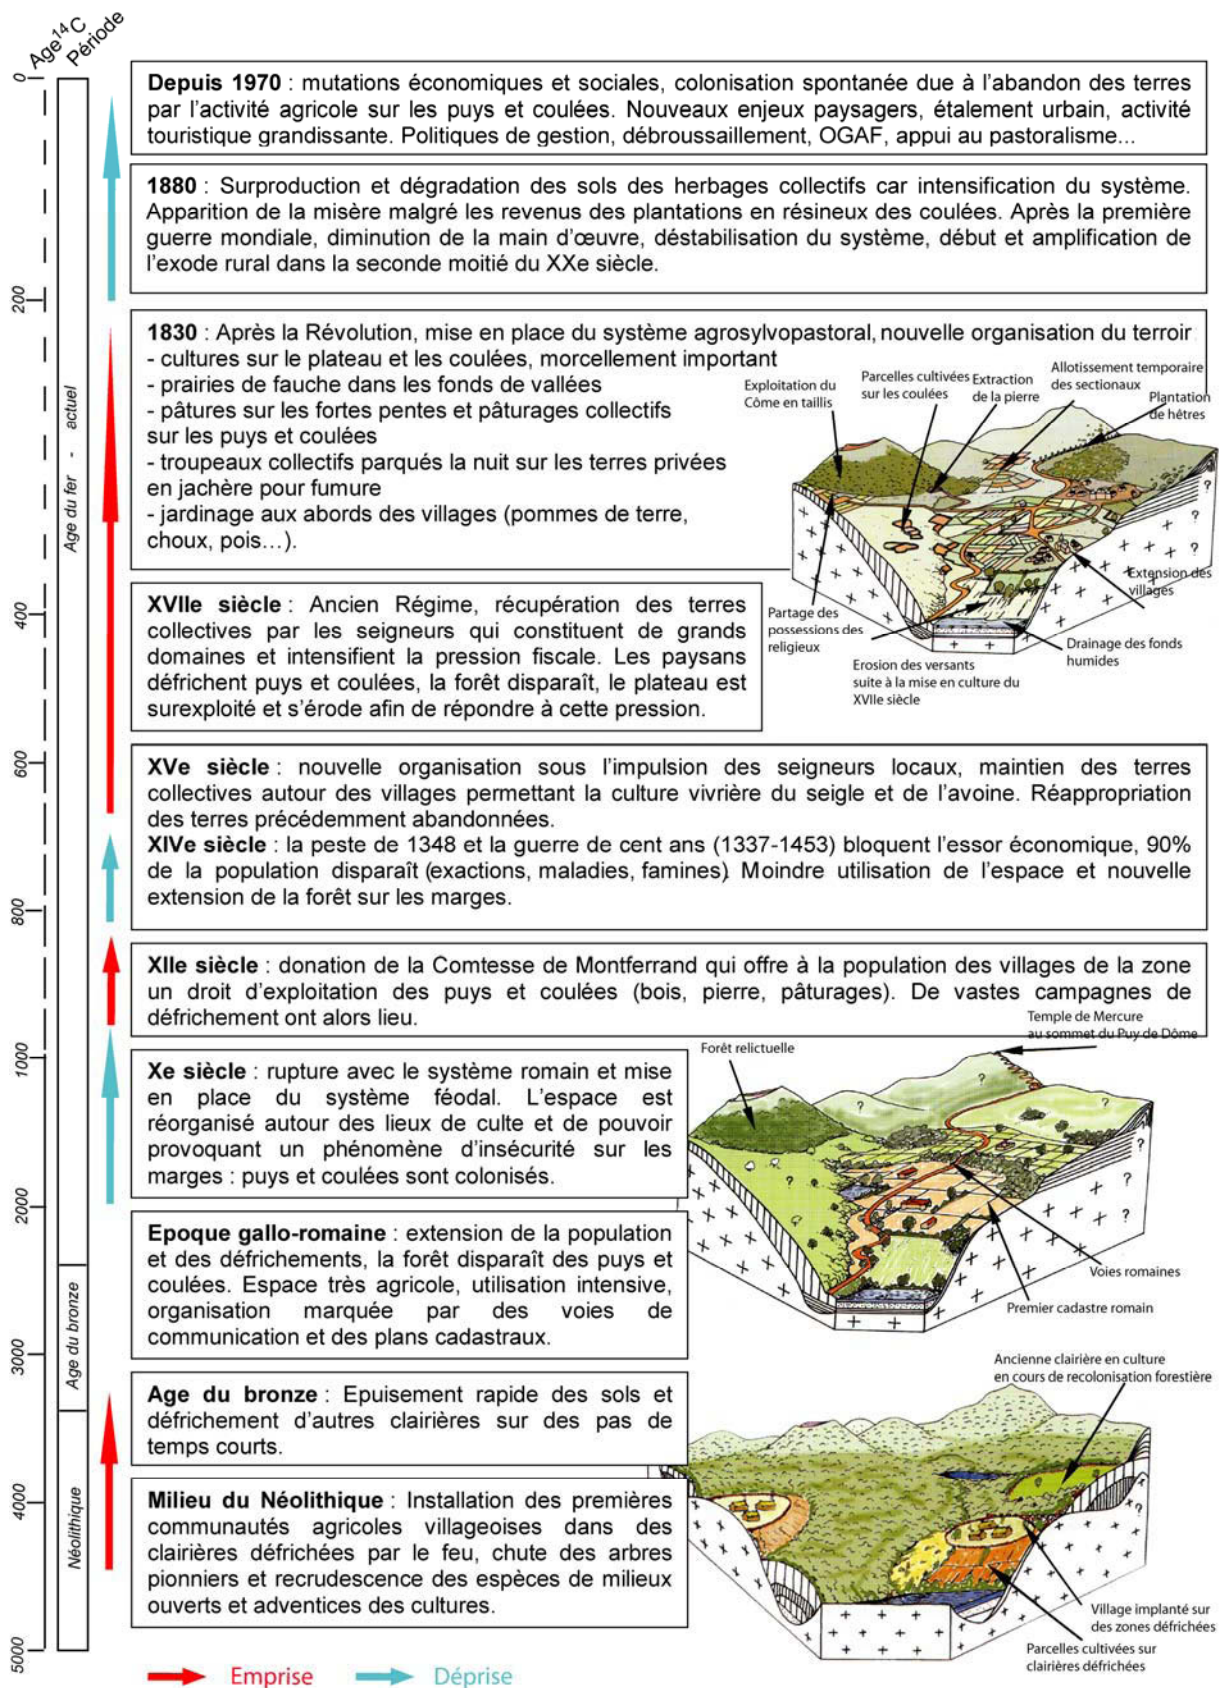 Age 14C
Période
0
200
400
600
800
1000
2000
3000
4000
5000
Age du fer - actuel
Age du bronze
Néolithique
Depuis 1970 : mutations économiques et sociales, colonisation spontanée due à l'abandon des terres
par l'activité agricole sur les puys et coulées. Nouveaux enjeux paysagers, étalement urbain, activité
touristique grandissante. Politiques de gestion, débroussaillement, OGAF, appui au pastoralisme...
1880 : Surproduction et dégradation des sols des herbages collectifs car intensification du système.
Apparition de la misère malgré les revenus des plantations en résineux des coulées. Après la première
guerre mondiale, diminution de la main d'œuvre, déstabilisation du système, début et amplification de
l'exode rural dans la seconde moitié du XXe siècle.
1830 : Après la Révolution, mise en place du système agrosylvopastoral, nouvelle organisation du terroir :
- cultures sur le plateau et les coulées, morcellement important
- prairies de fauche dans les fonds de vallées
- pâtures sur les fortes pentes et pâturages collectifs
sur les puys et coulées
- troupeaux collectifs parqués la nuit sur les terres privées
en jachère pour fumure
- jardinage aux abords des villages (pommes de terre,
choux, pois…).
Exploitation du
Côme en taillis
Parcelles cultivées
sur les coulées
Extraction
de la pierre
Allotissement temporaire
des sectionaux
Plantation
de hêtres
?
?
Extension des
villages
Partage des
possessions des
religieux
Drainage des fonds
humides
Erosion des versants
suite à la mise en culture du
XVIIe siècle
XVIIe siècle : Ancien Régime, récupération des terres
collectives par les seigneurs qui constituent de grands
domaines et intensifient la pression fiscale. Les paysans
défrichent puys et coulées, la forêt disparaît, le plateau est
surexploité et s'érode afin de répondre à cette pression.
XVe siècle : nouvelle organisation sous l'impulsion des seigneurs locaux, maintien des terres
collectives autour des villages permettant la culture vivrière du seigle et de l'avoine. Réappropriation
des terres précédemment abandonnées.
XIVe siècle : la peste de 1348 et la guerre de cent ans (1337-1453) bloquent l'essor économique, 90%
de la population disparaît (exactions, maladies, famines). Moindre utilisation de l'espace et nouvelle
extension de la forêt sur les marges.
XIIe siècle : donation de la Comtesse de Montferrand qui offre à la population des villages de la zone
un droit d'exploitation des puys et coulées (bois, pierre, pâturages). De vastes campagnes de
défrichement ont alors lieu.
Xe siècle : rupture avec le système romain et mise
en place du système féodal. L'espace est
réorganisé autour des lieux de culte et de pouvoir
provoquant un phénomène d'insécurité sur les
marges : puys et coulées sont colonisés.
Forêt relictuelle
Temple de Mercure
au sommet du Puy de Dôme
?
?
?
?
?
?
Voies romaines
Premier cadastre romain
Epoque gallo-romaine : extension de la population
et des défrichements, la forêt disparaît des puys et
coulées. Espace très agricole, utilisation intensive,
organisation marquée par des voies de
communication et des plans cadastraux.
Age du bronze : Epuisement rapide des sols et
défrichement d'autres clairières sur des pas de
temps courts.
Ancienne clairière en culture
en cours de recolonisation forestière
Milieu du Néolithique : Installation des premières
communautés agricoles villageoises dans des
clairières défrichées par le feu, chute des arbres
pionniers et recrudescence des espèces de milieux
ouverts et adventices des cultures.
Village implanté sur
des zones défrichées
Parcelles cultivées sur
clairières défrichées
Emprise
Déprise